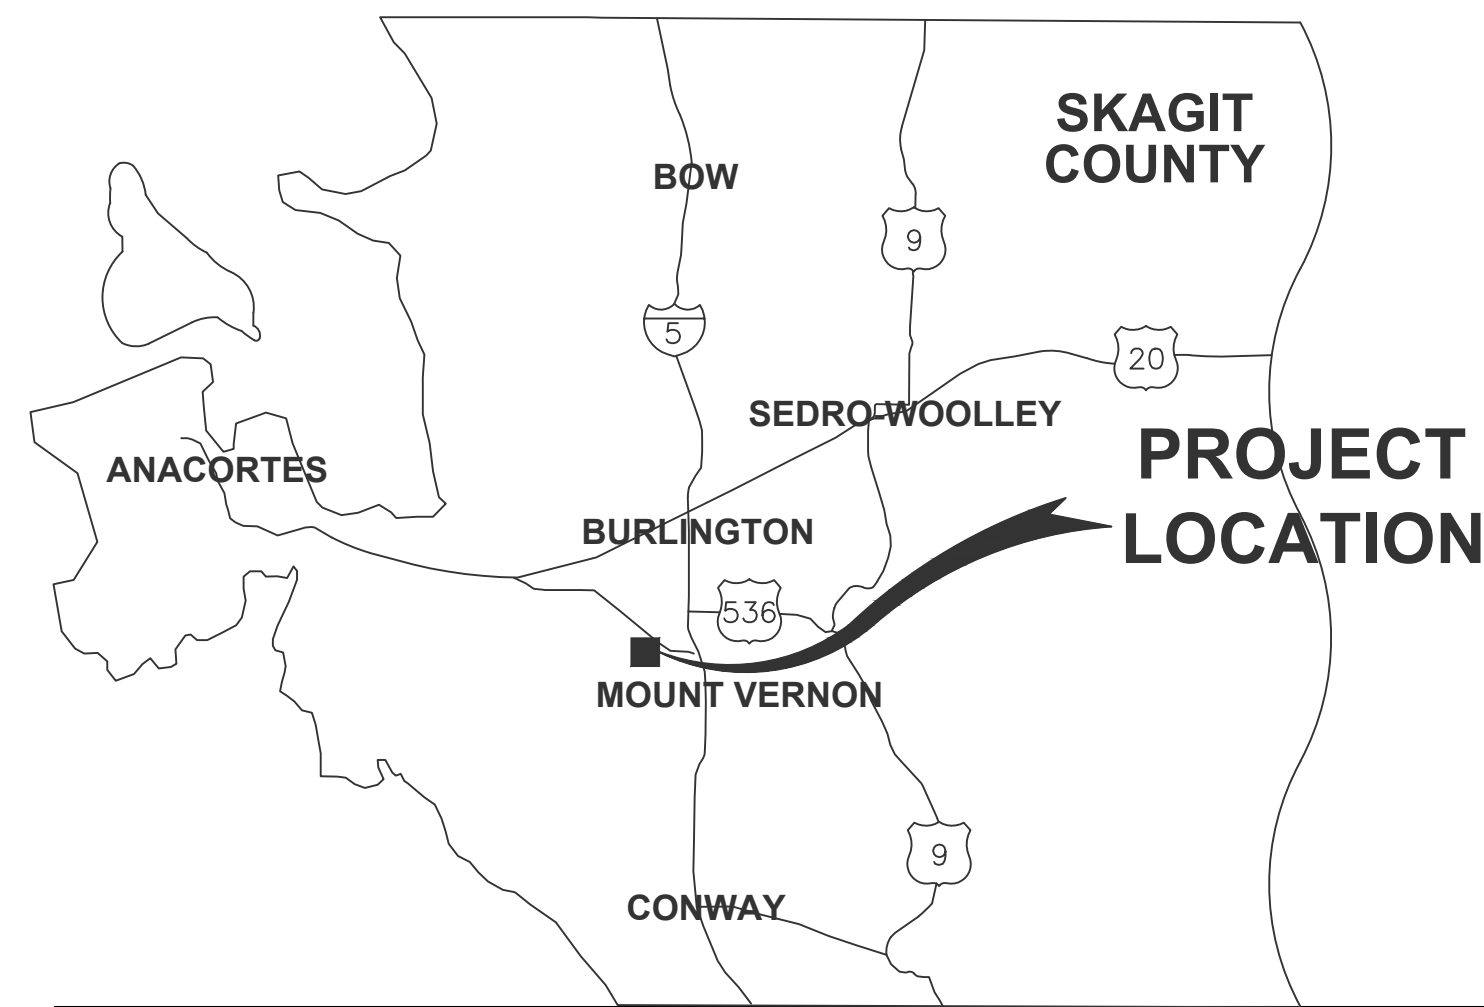 SKAGIT
COUNTY
BOW
9
5
20
SEDRO-WOOLLEY
PROJECT
LOCATION
ANACORTES
BURLINGTON
536
MOUNT VERNON
9
CONWAY